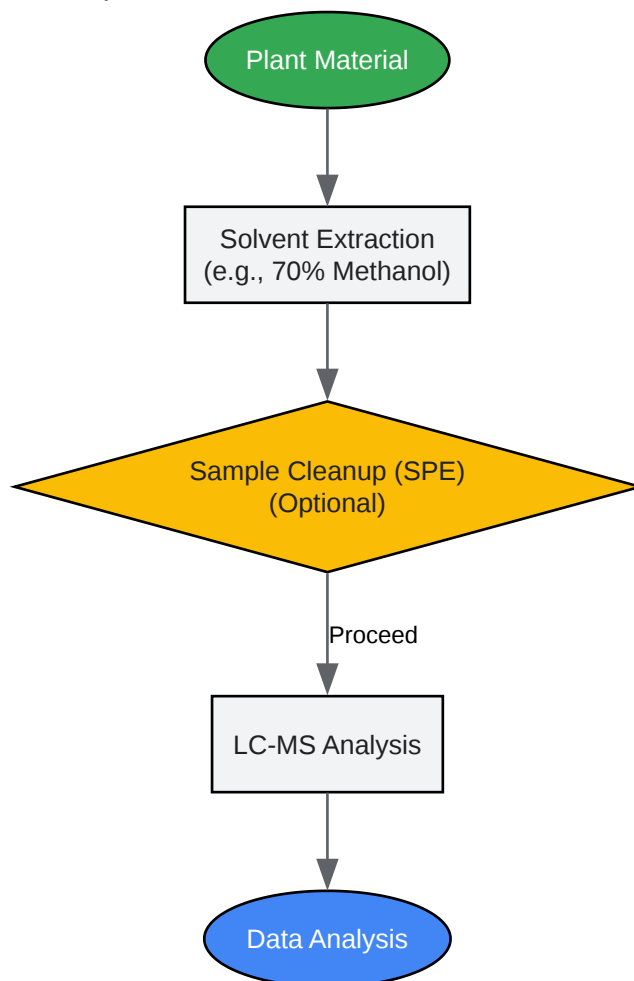 Plant Material
Solvent Extraction
(e.g., 70% Methanol)
Sample Cleanup (SPE)
(Optional)
Proceed
LC-MS Analysis
Data Analysis